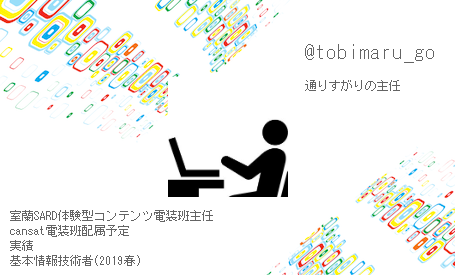 @tobimaru_go
通りすがりの主任
室蘭SARD体験型コンテンツ電装班主任
cansat電装班配属予定
実績
基本情報技術者(2019春)